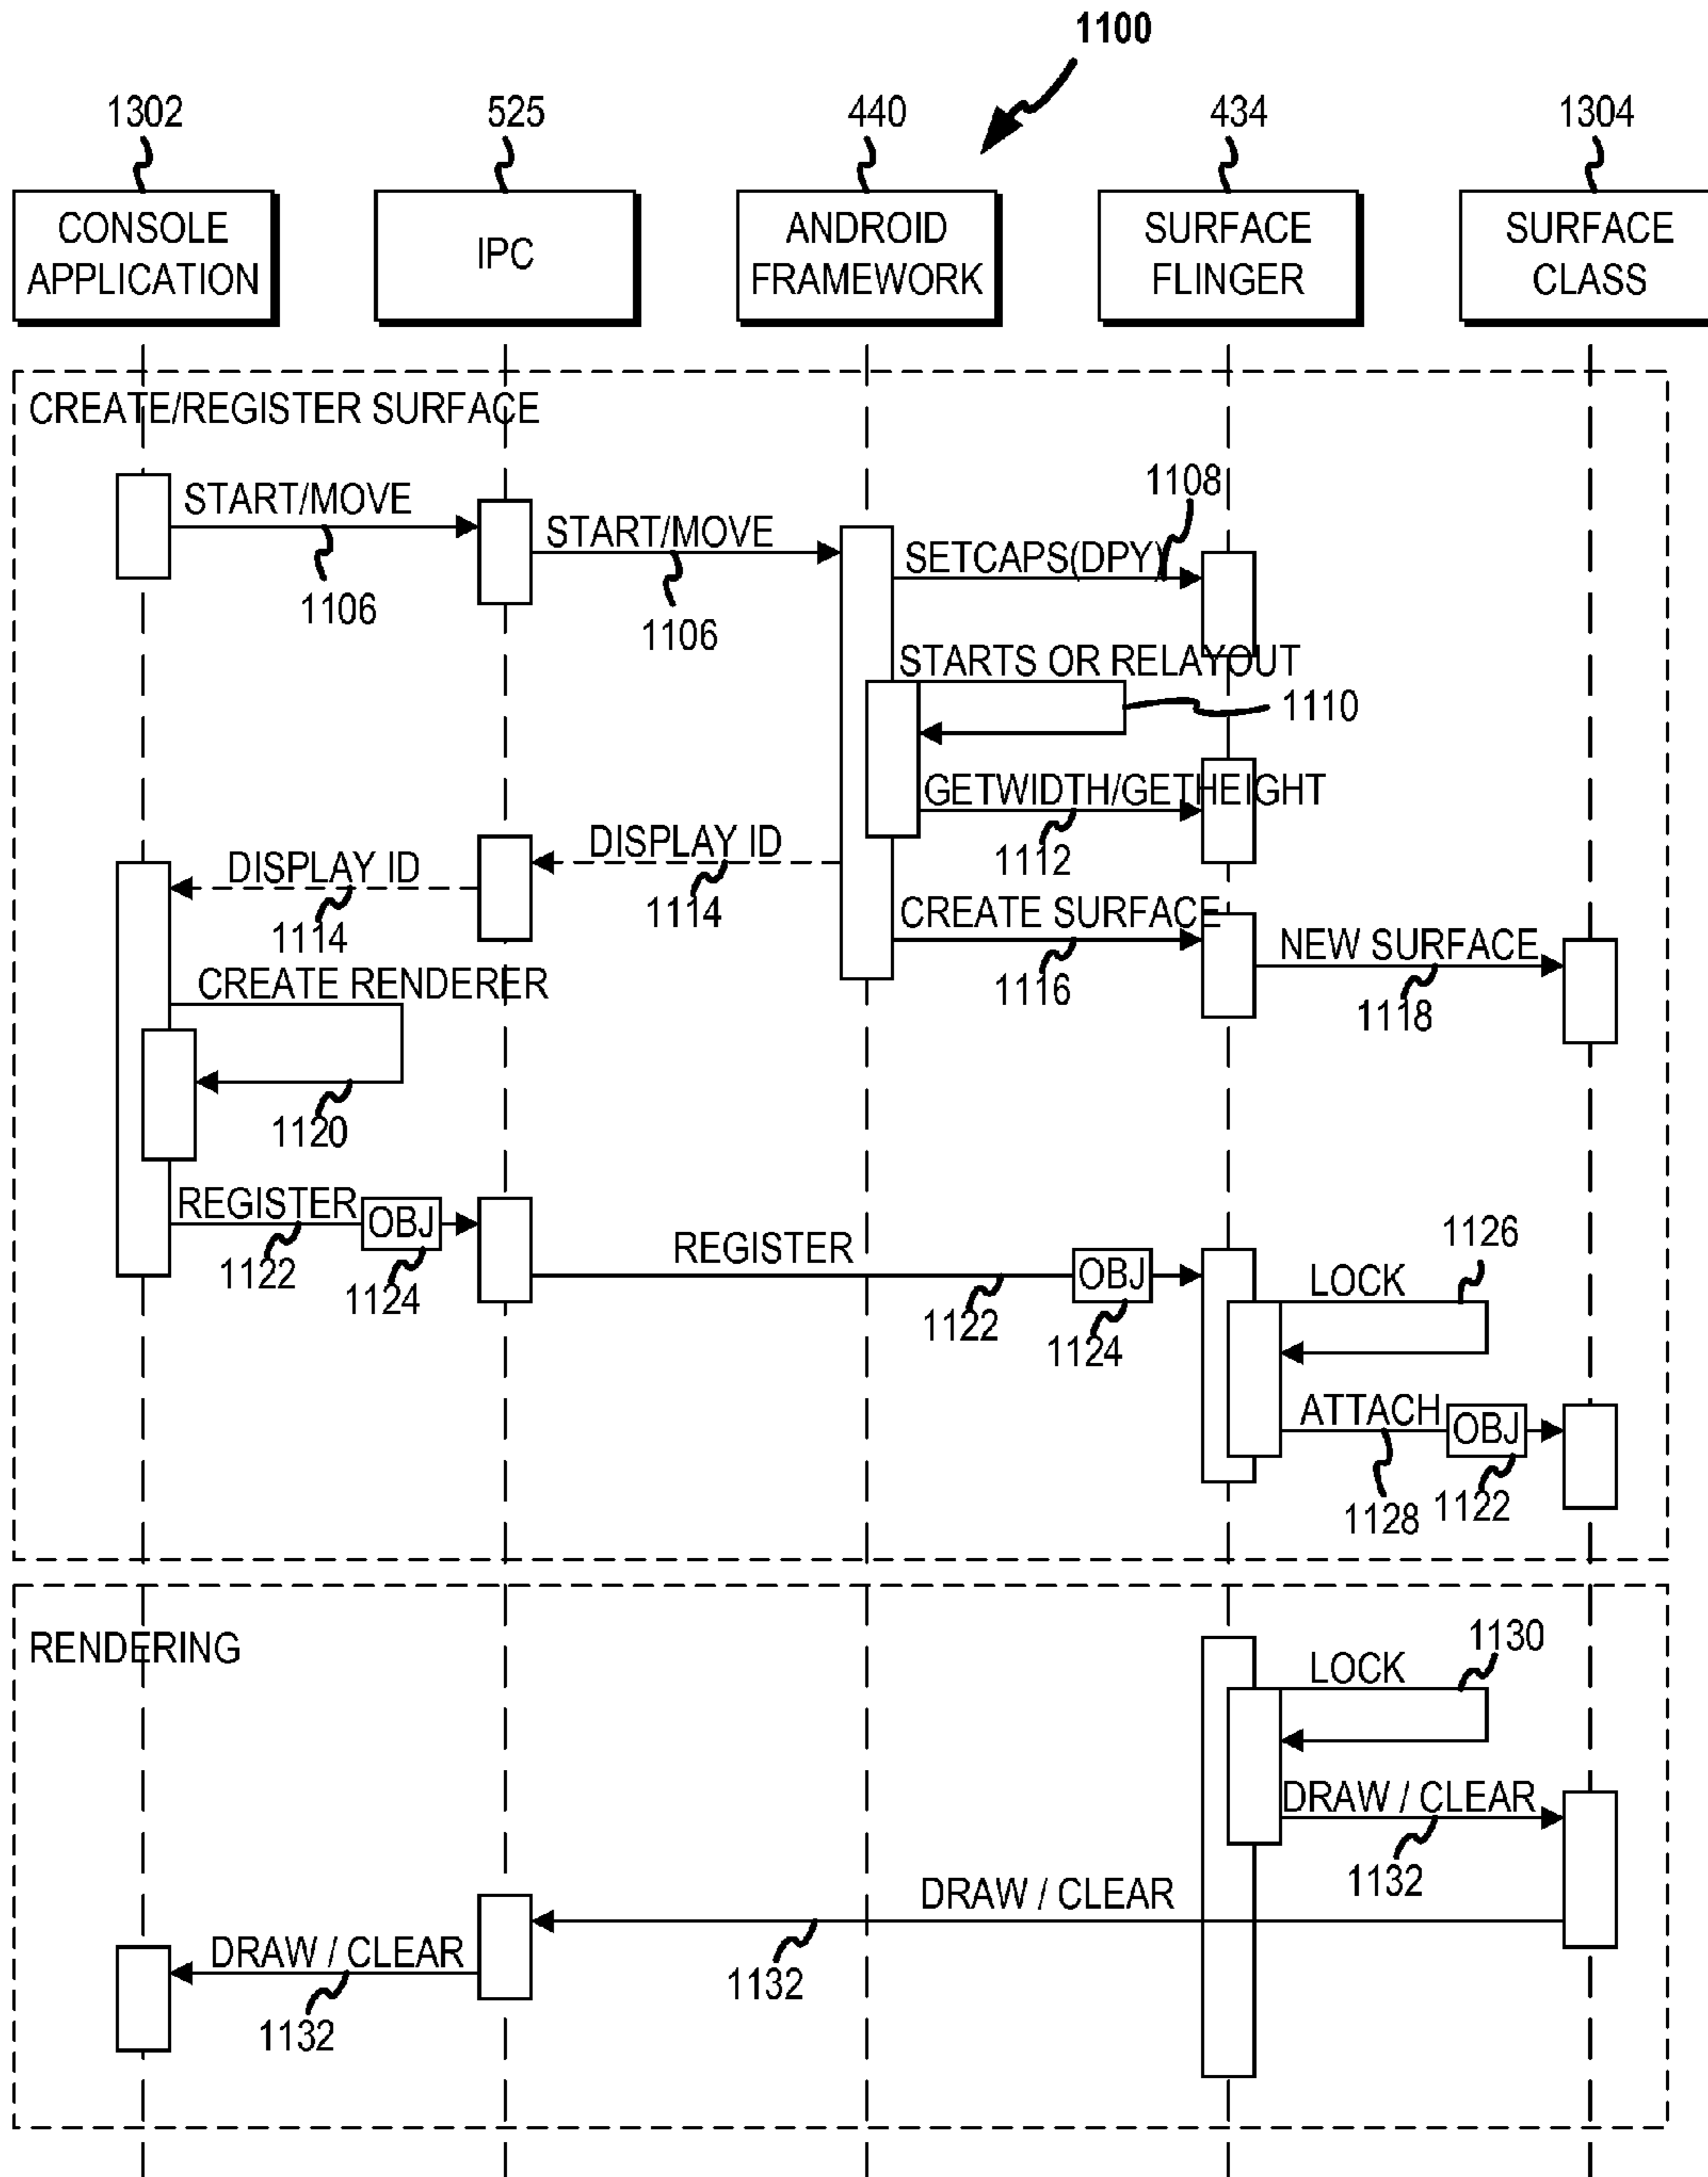 1100
1302
525
440
434
1304
CONSOLE
APPLICATION
IPC
ANDROID
FRAMEWORK
SURFACE
FLINGER
SURFACE
CLASS
CREATE/REGISTER SURFACE
START/MOVE
1106
START/MOVE
1106
1108
SETCAPS(DPY)
STARTS OR RELAYOUT
1110
GETWIDTH/GETHEIGHT
1112
DISPLAY ID
1114
DISPLAY ID
1114
CREATE SURFACE
1116
NEW SURFACE
1118
CREATE RENDERER
1120
REGISTER
OBJ
1122
1124
REGISTER
OBJ
1122
1124
1126
LOCK
ATTACH
OBJ
1128
1122
RENDERING
1130
LOCK
DRAW / CLEAR
1132
DRAW / CLEAR
1132
DRAW / CLEAR
1132